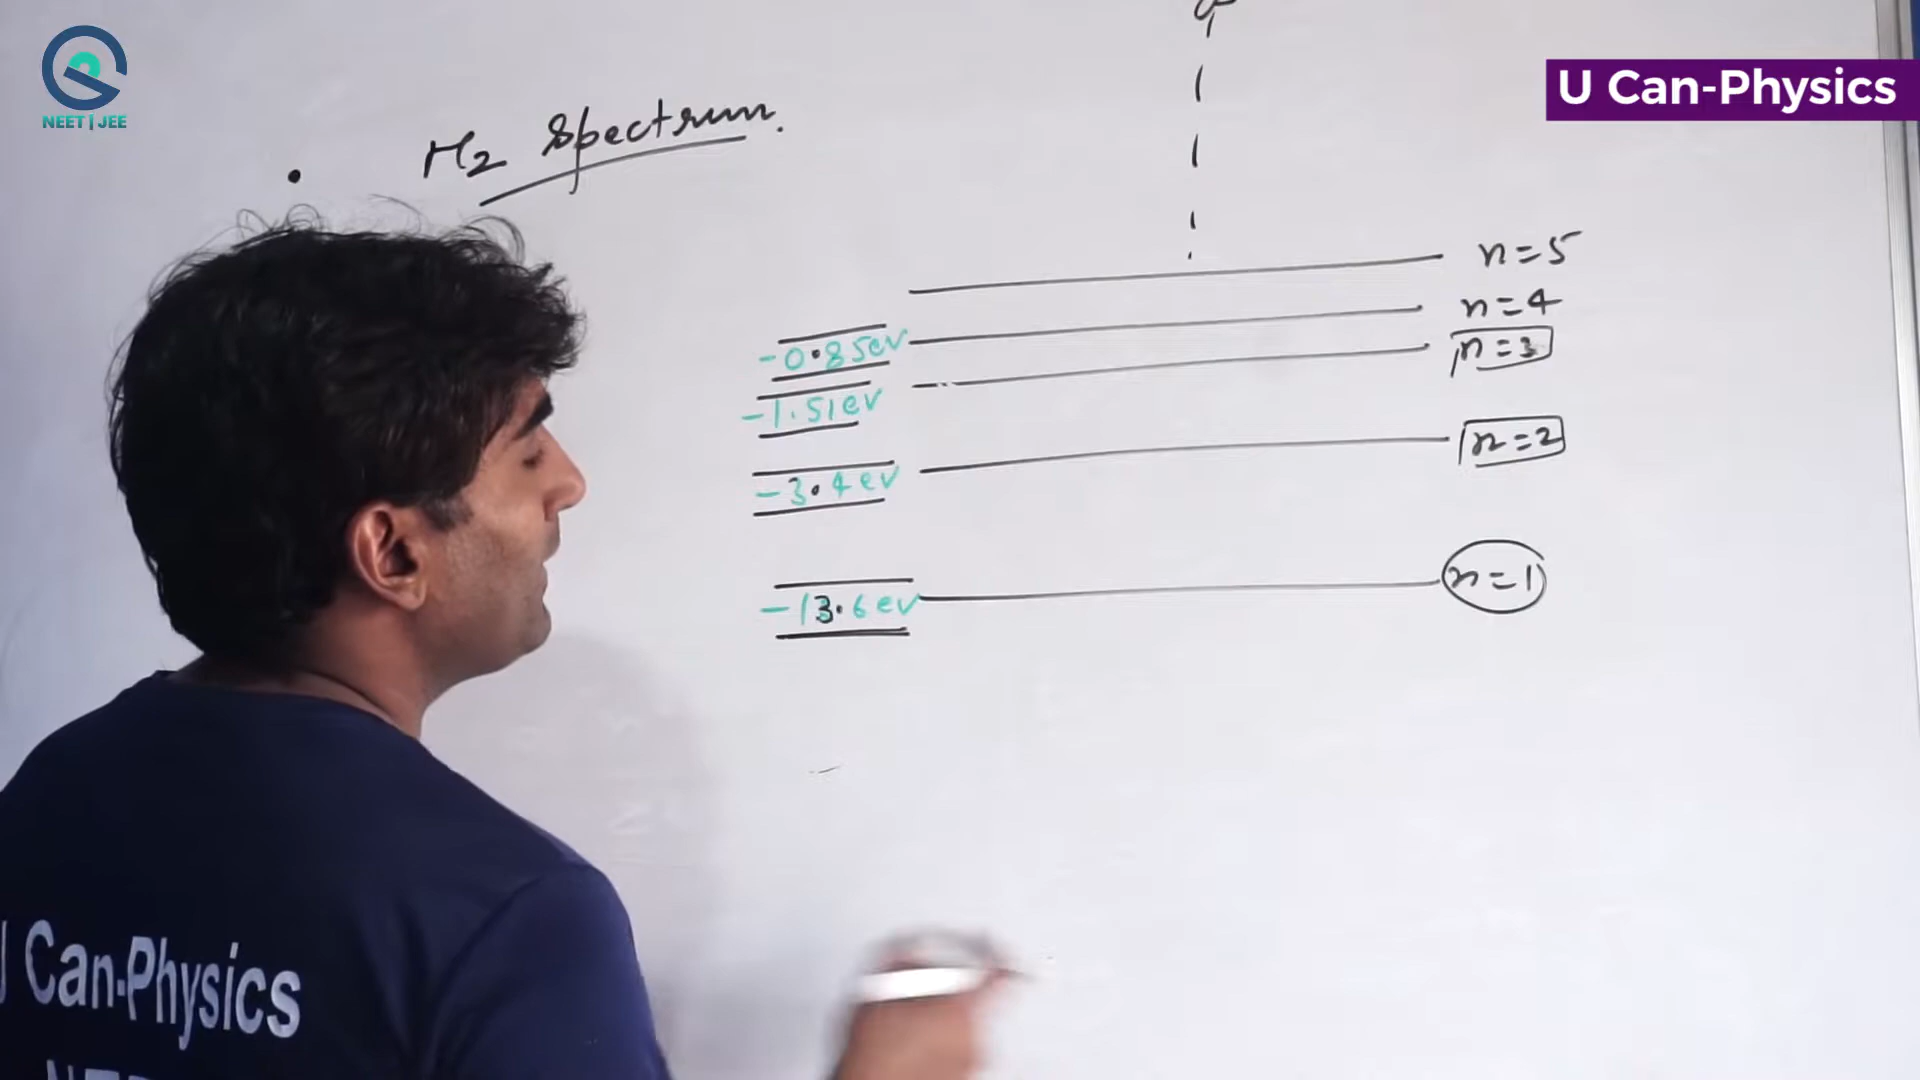 NEET | JEE
U Can-Physics
H2 Spectrum.
n=5
n=4
-0.85ev
n=3
-1.51ev
n=2
-3.4ev
n=1
-13.6ev
U Can-Physics